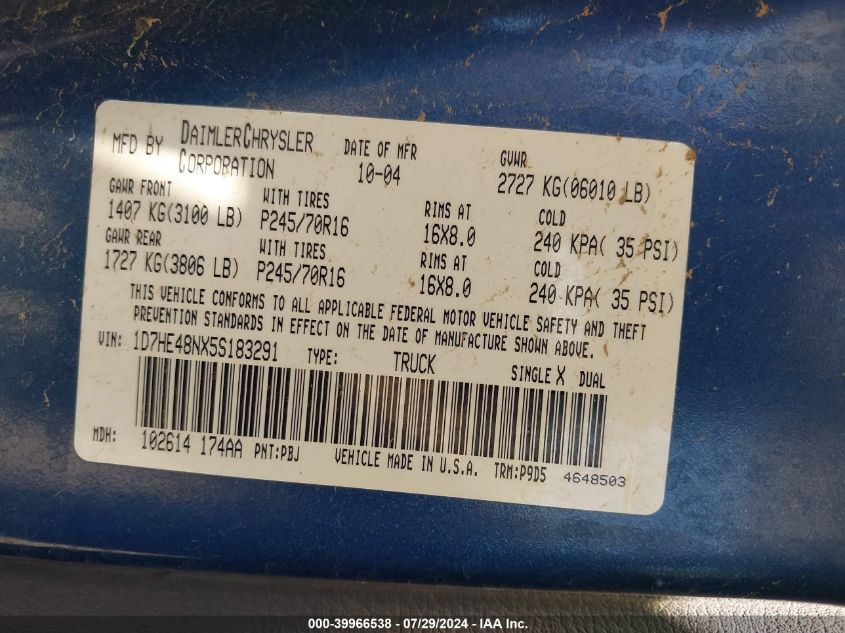 MFD BY DAIMLERCHRYSLER CORPORATION DATE OF MFR 10-04 GVWR 2727 KG(06010 LB)
GAWR FRONT WITH TIRES RIMS AT COLD
1407 KG(3100 LB) P245/70R16 16X8.0 240 KPA( 35 PSI)
GAWR REAR WITH TIRES RIMS AT COLD
1727 KG(3806 LB) P245/70R16 16X8.0 240 KPA( 35 PSI)
THIS VEHICLE CONFORMS TO ALL APPLICABLE FEDERAL MOTOR VEHICLE SAFETY AND THEFT
PREVENTION STANDARDS IN EFFECT ON THE DATE OF MANUFACTURE SHOWN ABOVE.
VIN: 1D7HE48NX5S183291 TYPE: TRUCK SINGLE X DUAL
MDH: 102614 174AA PNT:PBJ VEHICLE MADE IN U.S.A. TRM:P9D5 4648503
000-39966538 - 07/29/2024 - © IAA Inc.